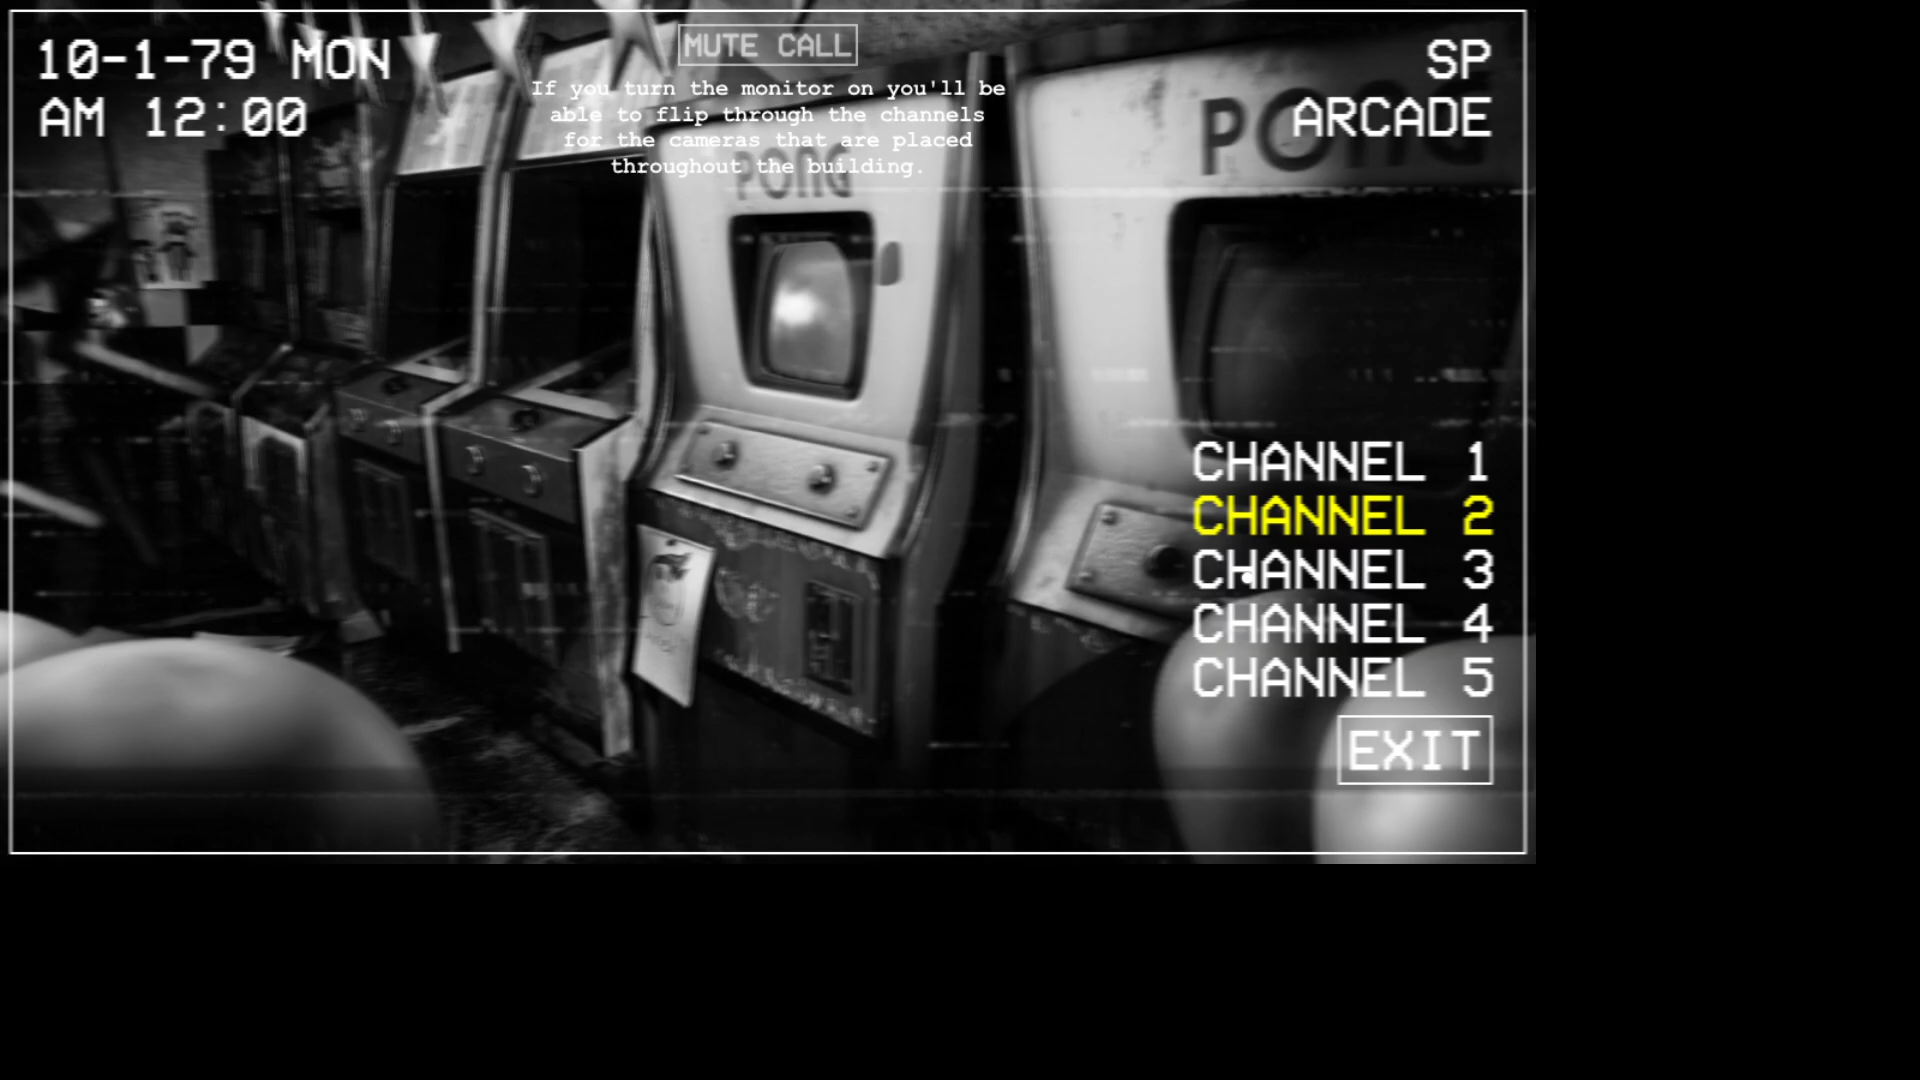 10-1-79 MON
AM 12:00
MUTE CALL
If you turn the monitor on you'll be
able to flip through the channels
for the cameras that are placed
throughout the building.
SP
ARCADE
PONG
PONG
CHANNEL 1
CHANNEL 2
CHANNEL 3
CHANNEL 4
CHANNEL 5
EXIT